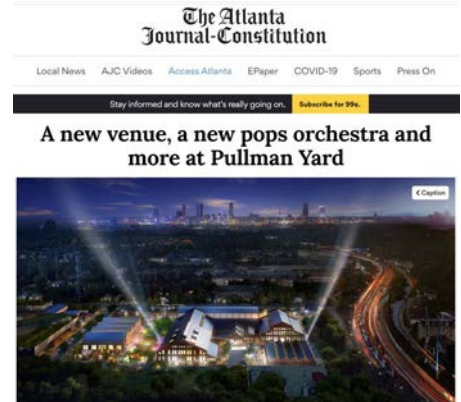 The Atlanta
Journal-Constitution
Local News AJC Videos Access Atlanta EPaper COVID-19 Sports Press On
Stay informed and know what's really going on. Subscribe for 99¢.
A new venue, a new pops orchestra and
more at Pullman Yard
< Caption